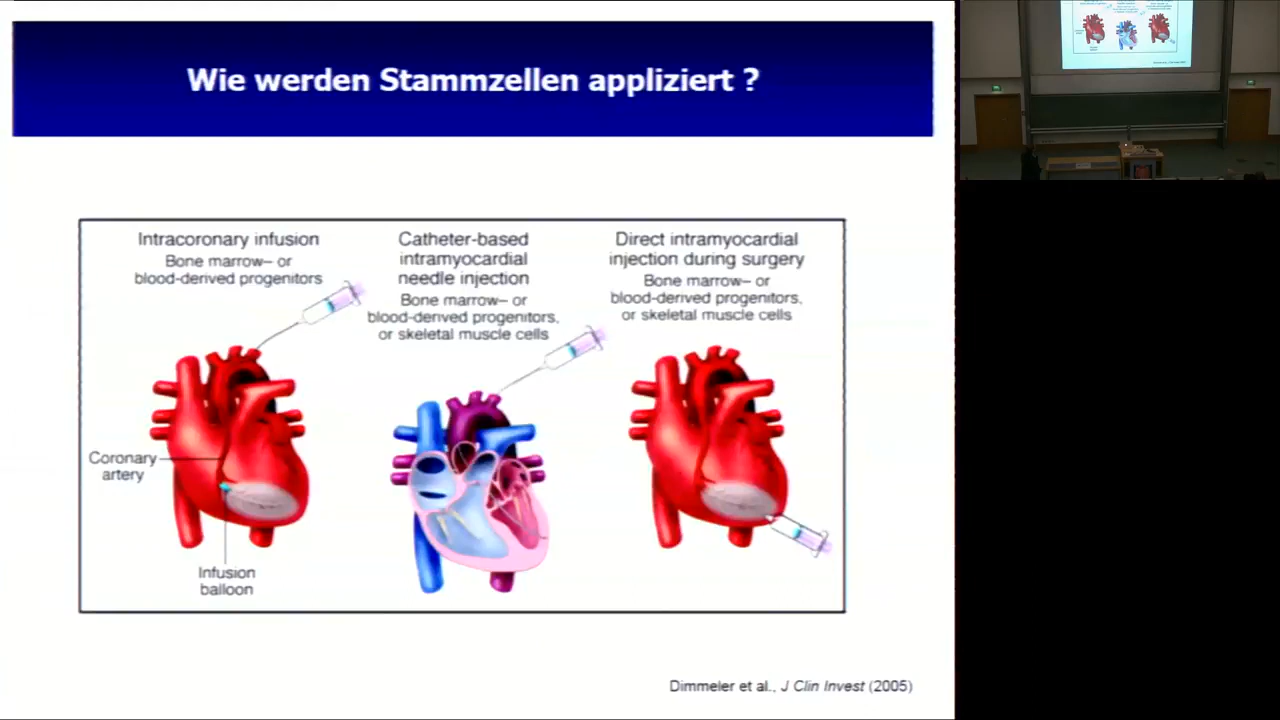 Wie werden Stammzellen appliziert ?
Intracoronary infusion
Bone marrow– or
blood-derived progenitors
Catheter-based
intramyocardial
needle injection
Bone marrow– or
blood-derived progenitors,
or skeletal muscle cells
Direct intramyocardial
injection during surgery
Bone marrow– or
blood-derived progenitors,
or skeletal muscle cells
Coronary
artery
Infusion
balloon
Dimmeler et al., J Clin Invest (2005)